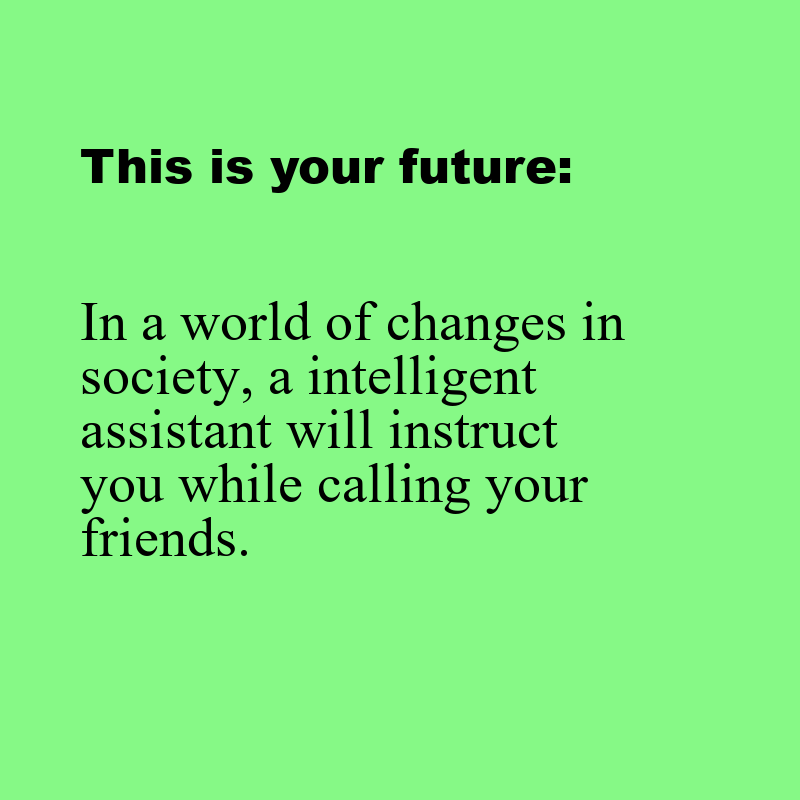 This is your future:
In a world of changes in
society, a intelligent
assistant will instruct
you while calling your
friends.